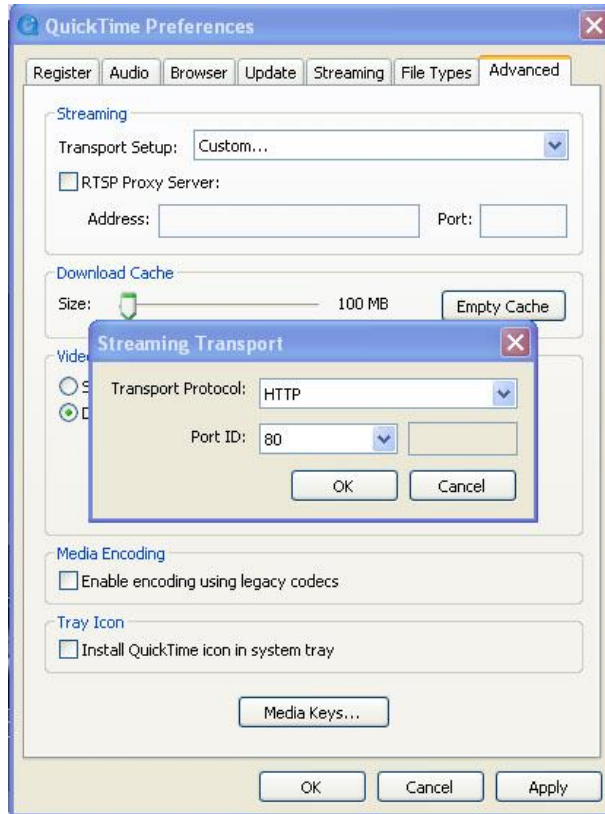 QuickTime Preferences
Register Audio Browser Update Streaming File Types Advanced
Streaming
Transport Setup: Custom...
RTSP Proxy Server:
Address: Port:
Download Cache
Size: 100 MB Empty Cache
Streaming Transport
Transport Protocol: HTTP
Port ID: 80
OK Cancel
Media Encoding
Enable encoding using legacy codecs
Tray Icon
Install QuickTime icon in system tray
Media Keys...
OK Cancel Apply